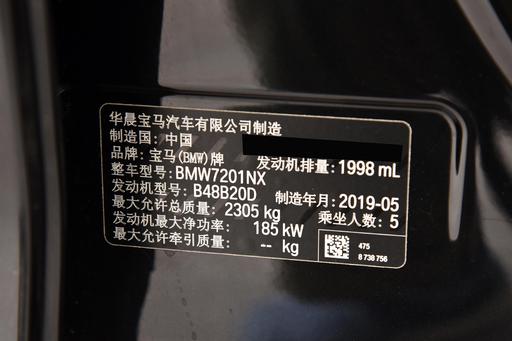 华晨宝马汽车有限公司制造
制造国：中国
品牌：宝马(BMW)牌 发动机排量：1998 mL
整车型号：BMW7201NX
发动机型号：B48B20D 制造年月：2019-05
最大允许总质量： 2305 kg 乘坐人数：5
发动机最大净功率： 185 kW
最大允许牵引质量： -- kg
475
8 738 756